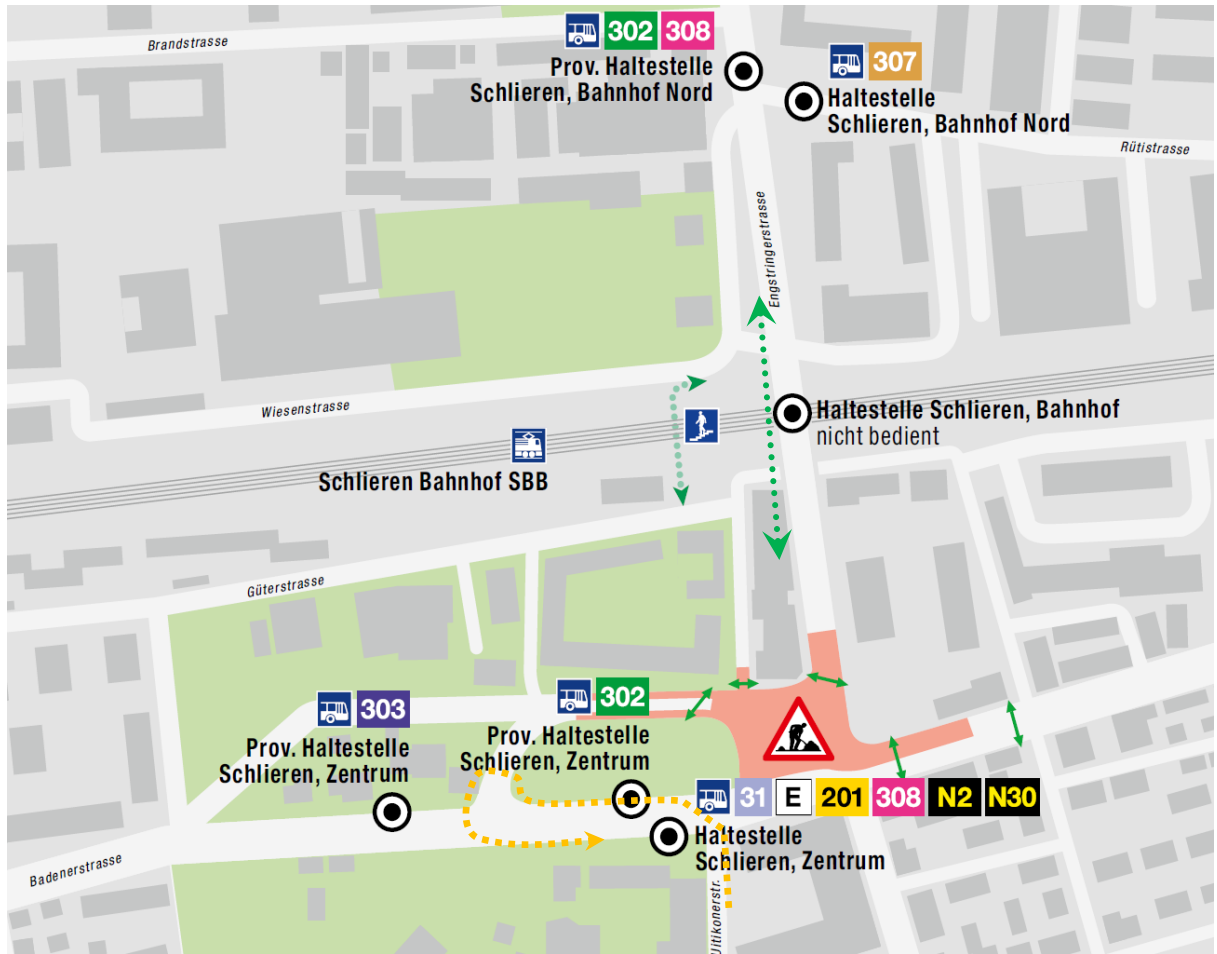 Brandstrasse
302 308
Prov. Haltestelle
Schlieren, Bahnhof Nord
307
Haltestelle
Schlieren, Bahnhof Nord
Rütistrasse
Engstringerstrasse
Wiesenstrasse
Haltestelle Schlieren, Bahnhof
nicht bedient
Schlieren Bahnhof SBB
Güterstrasse
303
Prov. Haltestelle
Schlieren, Zentrum
302
Prov. Haltestelle
Schlieren, Zentrum
31 E 201 308 N2 N30
Haltestelle
Schlieren, Zentrum
Badenerstrasse
Uitikonerstr.